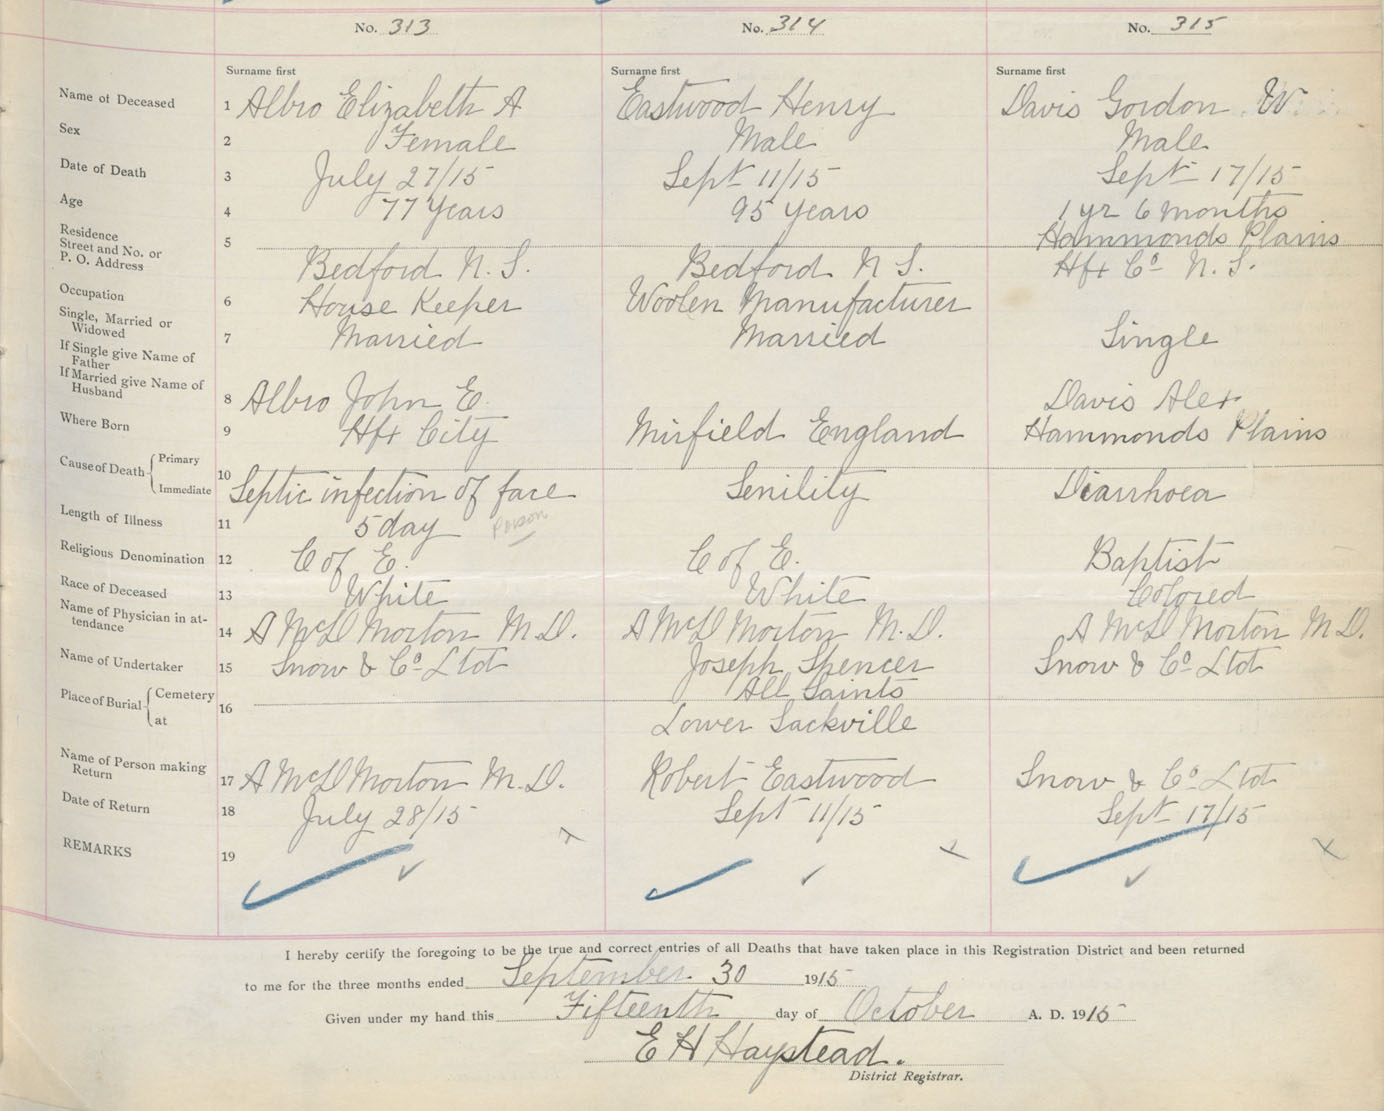 No. 313 No. 314 No. 315
Surname first Surname first Surname first
Name of Deceased 1 Albro Elizabeth A Eastwood Henry Davis Gordon W.
Sex 2 Female Male Male
Date of Death 3 July 27/15 Sept 11/15 Sept 17/15
Age 4 77 Years 95 Years 1 yr 6 months
Residence
Street and No. or 5 Hammonds Plains
P. O. Address Bedford N. S. Bedford N S. Hfx Co N. S.
Occupation 6 House Keeper Woolen Manufacturer
Single, Married or
Widowed 7 Married Married Single
If Single give Name of
Father
If Married give Name of
Husband 8 Albro John E. Davis Alex
Where Born 9 Hfx City Mirfield England Hammonds Plains
Cause of Death Primary
Immediate 10 Septic infection of face Senility Diarrhoea
Length of Illness 11 5 day Poison
Religious Denomination 12 C of E. C of E. Baptist
Race of Deceased 13 White White Colored
Name of Physician in at-
tendance 14 A McD Morton M.D. A McD Morton M.D. A McD Morton M.D.
Name of Undertaker 15 Snow & Co Ltd Joseph Spencer Snow & Co Ltd
Place of Burial Cemetery 16 All Saints
at Lower Sackville
Name of Person making
Return 17 A McD Morton M.D. Robert Eastwood Snow & Co Ltd
Date of Return 18 July 28/15 Sept 11/15 Sept 17/15
REMARKS 19
I hereby certify the foregoing to be the true and correct entries of all Deaths that have taken place in this Registration District and been returned
to me for the three months ended September 30 1915
Given under my hand this Fifteenth day of October A. D. 1915
E H Haystead.
District Registrar.